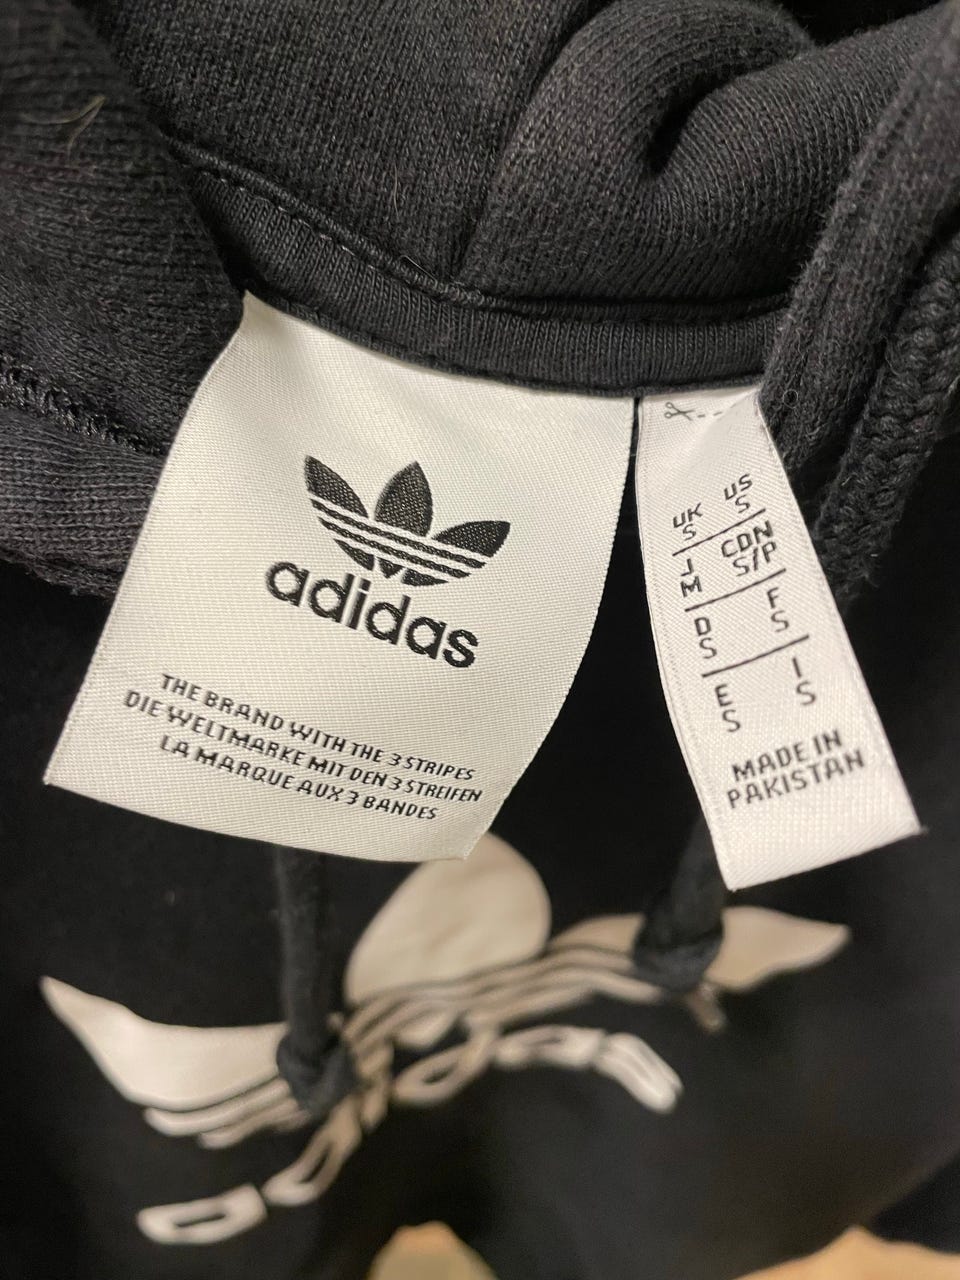 adidas
THE BRAND WITH THE 3 STRIPES
DIE WELTMARKE MIT DEN 3 STREIFEN
LA MARQUE AUX 3 BANDES
UK US
S S
J CDN
M S/P
D F
S S
E I
S S
MADE IN
PAKISTAN
adidas